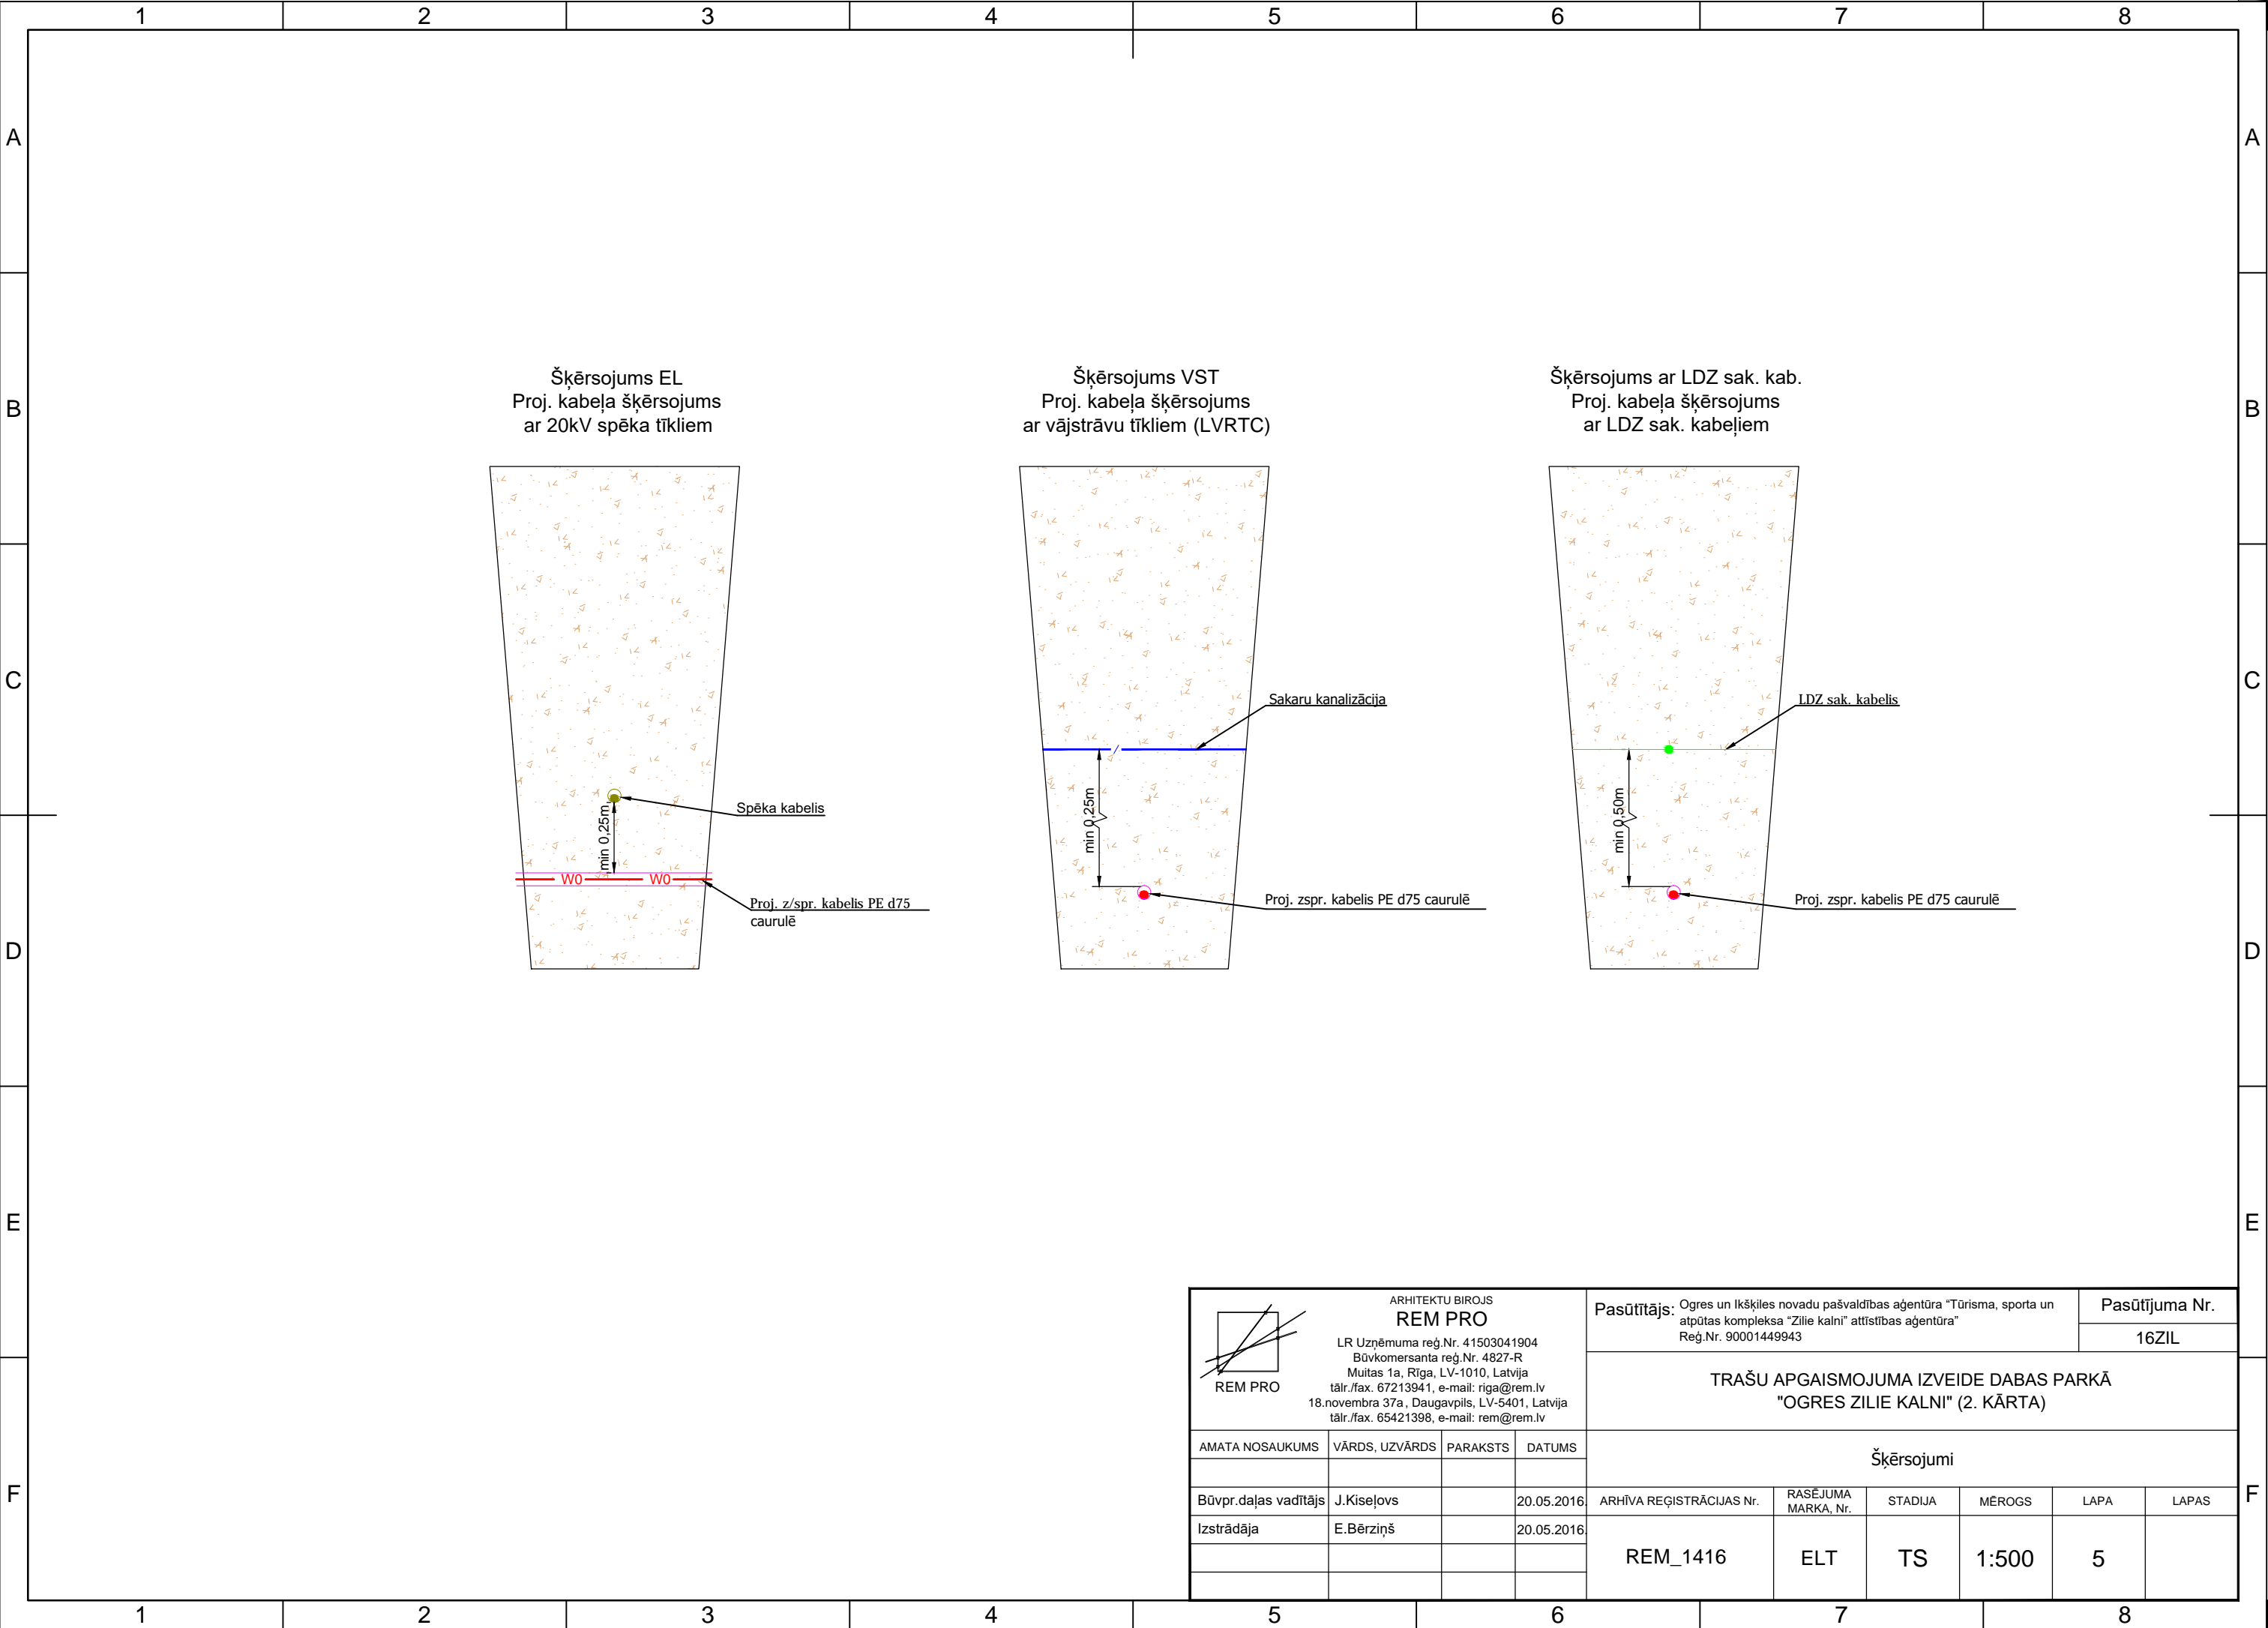 1 2 3 4 5 6 7 8
A A
B B
C C
D D
E E
F F
Šķērsojums EL
Proj. kabeļa šķērsojums
ar 20kV spēka tīkliem
Spēka kabelis
min 0,25m
W0 W0
Proj. z/spr. kabelis PE d75
caurulē
Šķērsojums VST
Proj. kabeļa šķērsojums
ar vājstrāvu tīkliem (LVRTC)
Sakaru kanalizācija
min 0,25m
Proj. zspr. kabelis PE d75 caurulē
Šķērsojums ar LDZ sak. kab.
Proj. kabeļa šķērsojums
ar LDZ sak. kabeļiem
LDZ sak. kabelis
min 0,50m
Proj. zspr. kabelis PE d75 caurulē
REM PRO
ARHITEKTU BIROJS
REM PRO
LR Uzņēmuma reģ.Nr. 41503041904
Būvkomersanta reģ.Nr. 4827-R
Muitas 1a, Rīga, LV-1010, Latvija
tālr./fax. 67213941, e-mail: riga@rem.lv
18.novembra 37a, Daugavpils, LV-5401, Latvija
tālr./fax. 65421398, e-mail: rem@rem.lv
Pasūtītājs: Ogres un Ikšķiles novadu pašvaldības aģentūra “Tūrisma, sporta un
atpūtas kompleksa “Zilie kalni” attīstības aģentūra”
Reģ.Nr. 90001449943
Pasūtījuma Nr.
16ZIL
TRAŠU APGAISMOJUMA IZVEIDE DABAS PARKĀ
"OGRES ZILIE KALNI" (2. KĀRTA)
AMATA NOSAUKUMS VĀRDS, UZVĀRDS PARAKSTS DATUMS
Šķērsojumi
Būvpr.daļas vadītājs J.Kiseļovs 20.05.2016.
Izstrādāja E.Bērziņš 20.05.2016.
ARHĪVA REĢISTRĀCIJAS Nr. RASĒJUMA MARKA, Nr. STADIJA MĒROGS LAPA LAPAS
REM_1416 ELT TS 1:500 5
1 2 3 4 5 6 7 8